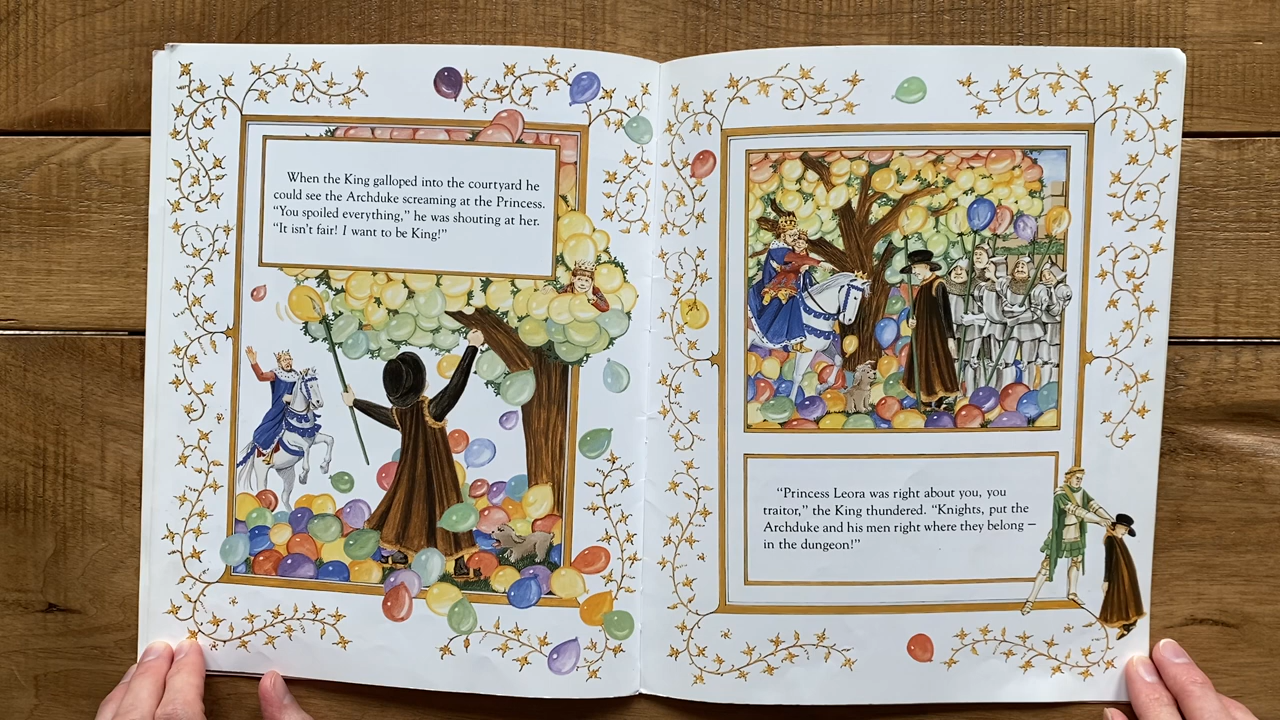 When the King galloped into the courtyard he
could see the Archduke screaming at the Princess.
“You spoiled everything,” he was shouting at her.
“It isn’t fair! I want to be King!”
“Princess Leora was right about you, you
traitor,” the King thundered. “Knights, put the
Archduke and his men right where they belong –
in the dungeon!”